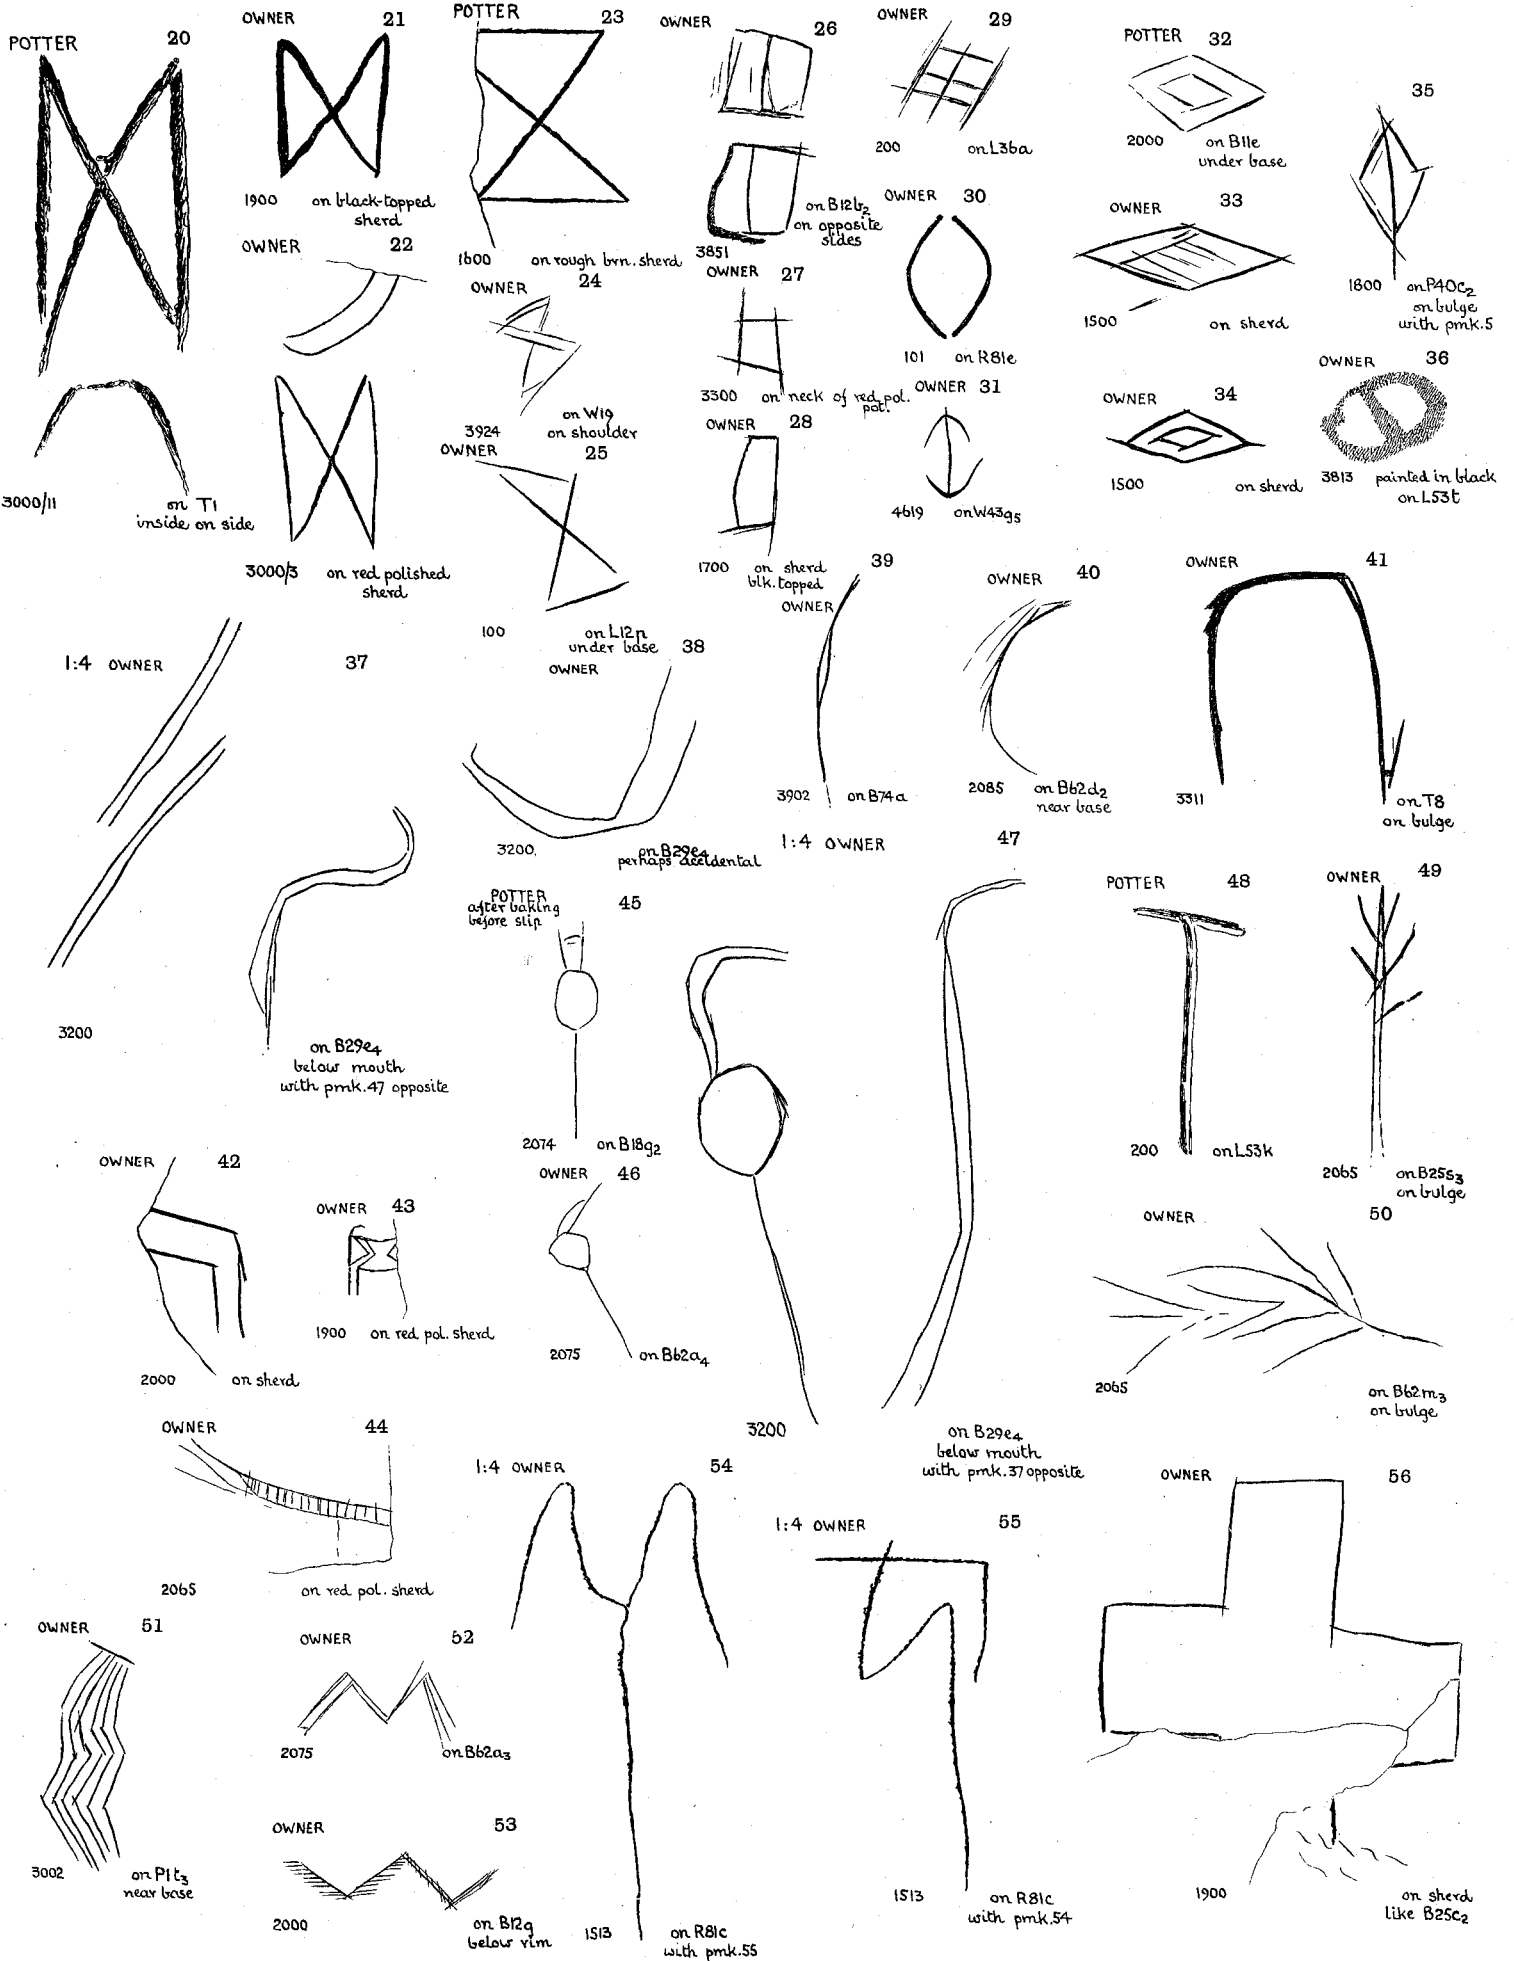 POTTER 20
3000/11 on T1
inside on side
OWNER 21
1900 on black-topped
sherd
OWNER 22
3000/3 on red polished
sherd
POTTER 23
1600 on rough brn. sherd
OWNER 24
3924 on W19
on shoulder
OWNER 25
100 on L12n
under base
OWNER 26
3851 on B12b2
on opposite
sides
OWNER 27
3300 on neck of red pol.
pot.
OWNER 28
1700 on sherd
blk. topped
OWNER 29
200 on L36a
OWNER 30
101 on R81e
OWNER 31
4619 on W43g5
POTTER 32
2000 on B11e
under base
OWNER 33
1500 on sherd
OWNER 34
1500 on sherd
35
1800 on P40c2
on bulge
with pmk. 5
OWNER 36
3813 painted in black
on L53t
1:4 OWNER 37
3200 on B29e4
below mouth
with pmk. 47 opposite
38
OWNER
3200. on B29e4
perhaps accidental
39
OWNER
3902 on B74a
OWNER 40
2085 on B62d2
near base
OWNER 41
3311 on T8
on bulge
OWNER 42
2000 on sherd
OWNER 43
1900 on red pol. sherd
OWNER 44
2065 on red pol. sherd
POTTER 45
after baking
before slip
2074 on B18g2
OWNER 46
2075 on B62a4
1:4 OWNER 47
3200 on B29e4
below mouth
with pmk. 37 opposite
POTTER 48
200 on L53k
OWNER 49
2065 on B25s3
on bulge
OWNER 50
2065 on B62m3
on bulge
OWNER 51
3002 on P1t3
near base
OWNER 52
2075 on B62a3
OWNER 53
2000 on B12g
below rim
1:4 OWNER 54
1513 on R81c
with pmk. 55
1:4 OWNER 55
1513 on R81c
with pmk. 54
OWNER 56
1900 on sherd
like B25c2